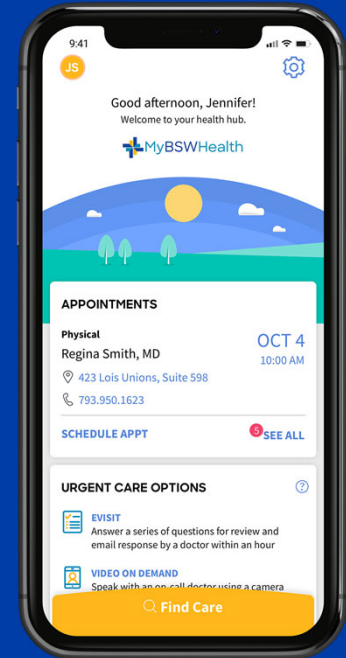 9:41
JS
Good afternoon, Jennifer!
Welcome to your health hub.
MyBSWHealth
APPOINTMENTS
Physical
Regina Smith, MD
OCT 4
10:00 AM
423 Lois Unions, Suite 598
793.950.1623
SCHEDULE APPT
5 SEE ALL
URGENT CARE OPTIONS
?
EVISIT
Answer a series of questions for review and
email response by a doctor within an hour
VIDEO ON DEMAND
Speak with an on-call doctor using a camera
Find Care